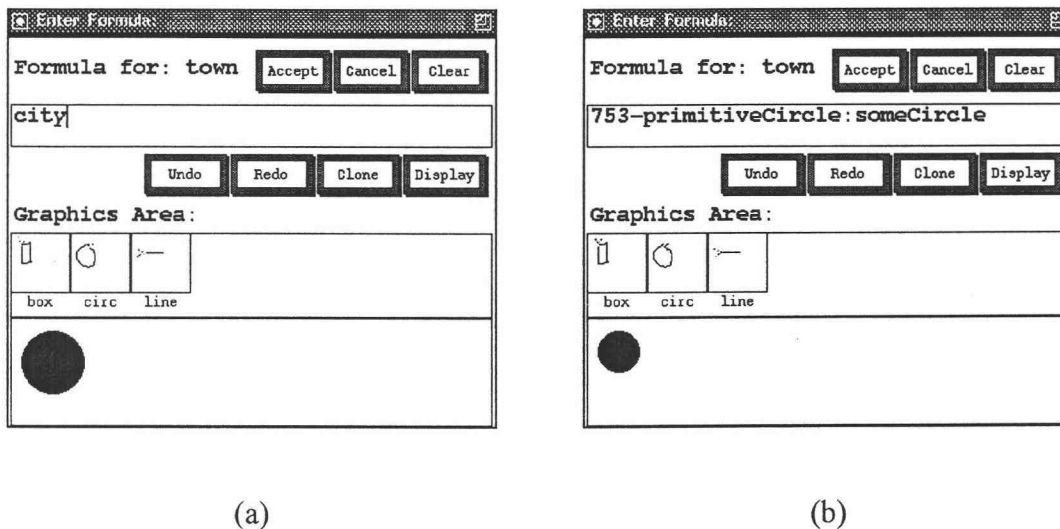 Enter Formula:
Formula for: town Accept Cancel Clear
city
Undo Redo Clone Display
Graphics Area:
box circ line
(a)
Enter Formula:
Formula for: town Accept Cancel Clear
753-primitiveCircle:someCircle
Undo Redo Clone Display
Graphics Area:
box circ line
(b)